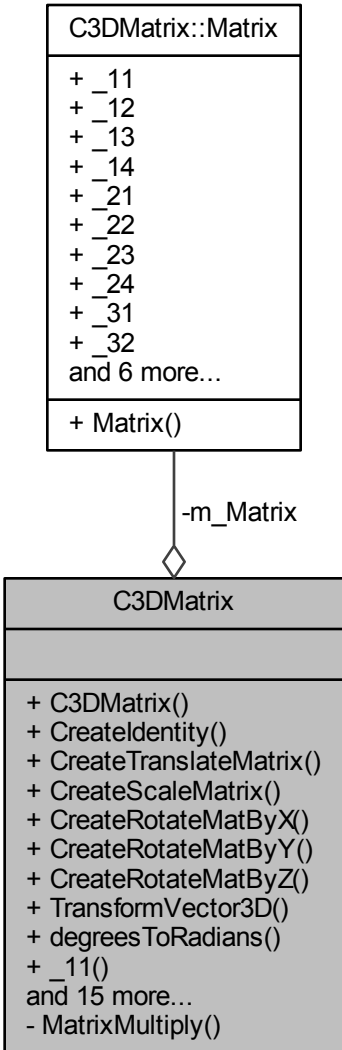 C3DMatrix::Matrix
+ _11
+ _12
+ _13
+ _14
+ _21
+ _22
+ _23
+ _24
+ _31
+ _32
and 6 more...
+ Matrix()
-m_Matrix
C3DMatrix
+ C3DMatrix()
+ CreateIdentity()
+ CreateTranslateMatrix()
+ CreateScaleMatrix()
+ CreateRotateMatByX()
+ CreateRotateMatByY()
+ CreateRotateMatByZ()
+ TransformVector3D()
+ degreesToRadians()
+ _11()
and 15 more...
- MatrixMultiply()